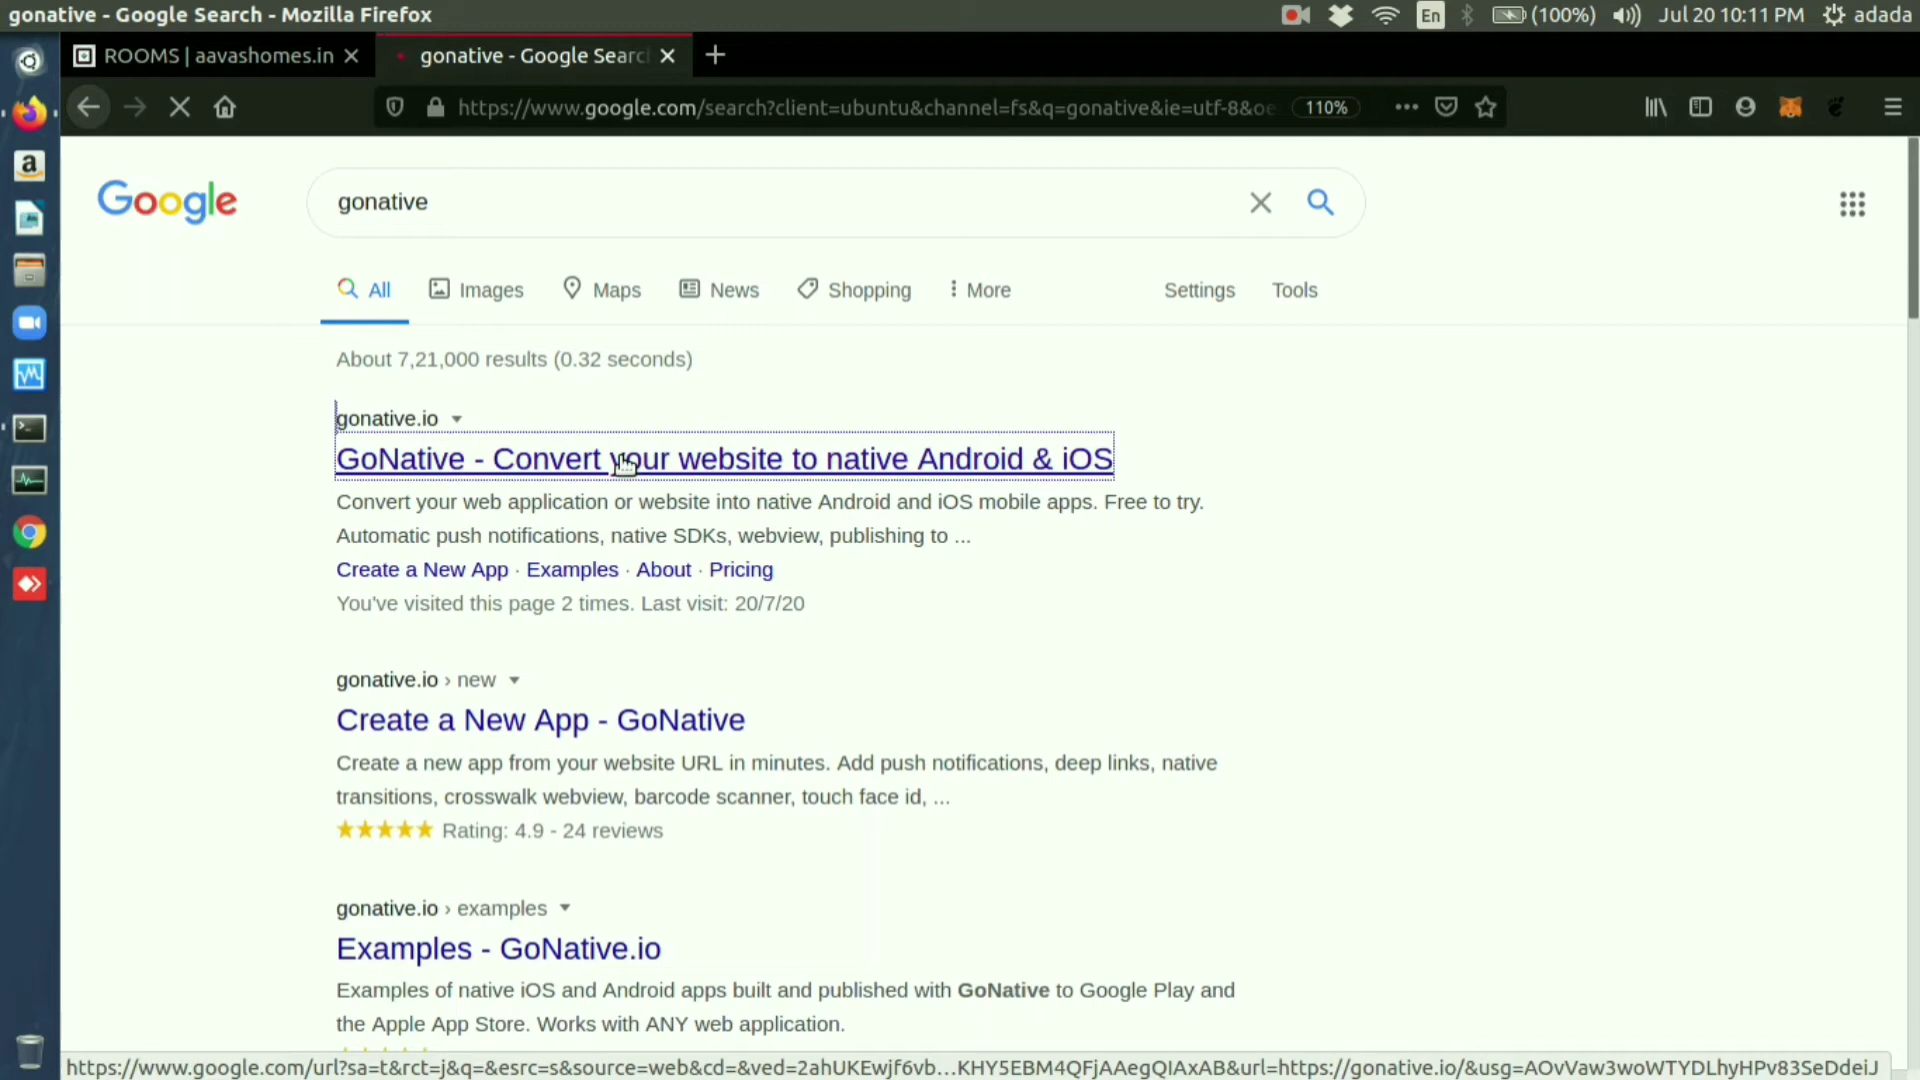 gonative - Google Search - Mozilla Firefox
En (100%) Jul 20 10:11 PM adada
ROOMS | aavashomes.in gonative - Google Searc
https://www.google.com/search?client=ubuntu&channel=fs&q=gonative&ie=utf-8&oe 110%
Google gonative
All Images Maps News Shopping More Settings Tools
About 7,21,000 results (0.32 seconds)
gonative.io
GoNative - Convert your website to native Android & iOS
Convert your web application or website into native Android and iOS mobile apps. Free to try.
Automatic push notifications, native SDKs, webview, publishing to ...
Create a New App · Examples · About · Pricing
You've visited this page 2 times. Last visit: 20/7/20
gonative.io › new
Create a New App - GoNative
Create a new app from your website URL in minutes. Add push notifications, deep links, native
transitions, crosswalk webview, barcode scanner, touch face id, ...
Rating: 4.9 - 24 reviews
gonative.io › examples
Examples - GoNative.io
Examples of native iOS and Android apps built and published with GoNative to Google Play and
the Apple App Store. Works with ANY web application.
https://www.google.com/url?sa=t&rct=j&q=&esrc=s&source=web&cd=&ved=2ahUKEwjf6vb…KHY5EBM4QFjAAegQIAxAB&url=https://gonative.io/&usg=AOvVaw3woWTYDLhyHPv83SeDdeiJ